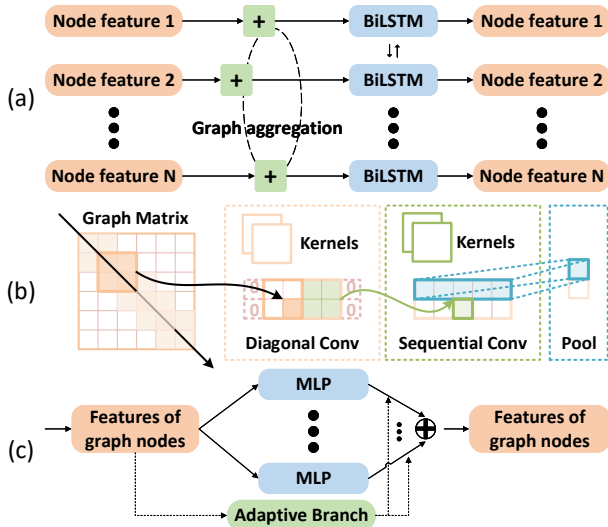 Node feature 1 + BiLSTM Node feature 1
Node feature 2 + BiLSTM Node feature 2
(a)
Graph aggregation
Node feature N + BiLSTM Node feature N
Graph Matrix
Kernels
Kernels
(b)
0 0
0 0
Diagonal Conv Sequential Conv Pool
MLP
Features of
graph nodes
Features of
graph nodes
(c)
MLP
Adaptive Branch